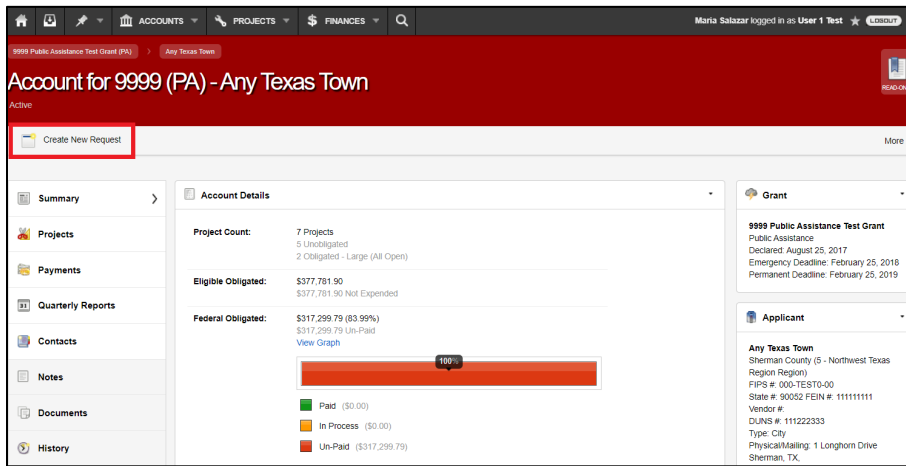 ACCOUNTS PROJECTS $ FINANCES Maria Salazar logged in as User 1 Test LOGOUT
9999 Public Assistance Test Grant (PA) > Any Texas Town
Account for 9999 (PA) - Any Texas Town
Active
READ-ON
Create New Request
More
Summary
Projects
Payments
31 Quarterly Reports
Contacts
Notes
Documents
History
Account Details
Project Count: 7 Projects
5 Unobligated
2 Obligated - Large (All Open)
Eligible Obligated: $377,781.90
$377,781.90 Not Expended
Federal Obligated: $317,299.79 (83.99%)
$317,299.79 Un-Paid
View Graph
100%
Paid ($0.00)
In Process ($0.00)
Un-Paid ($317,299.79)
Grant
9999 Public Assistance Test Grant
Public Assistance
Declared: August 25, 2017
Emergency Deadline: February 25, 2018
Permanent Deadline: February 25, 2019
Applicant
Any Texas Town
Sherman County (5 - Northwest Texas
Region Region)
FIPS #: 000-TEST0-00
State #: 90052 FEIN #: 111111111
Vendor #:
DUNS #: 111222333
Type: City
Physical/Mailing: 1 Longhorn Drive
Sherman, TX,